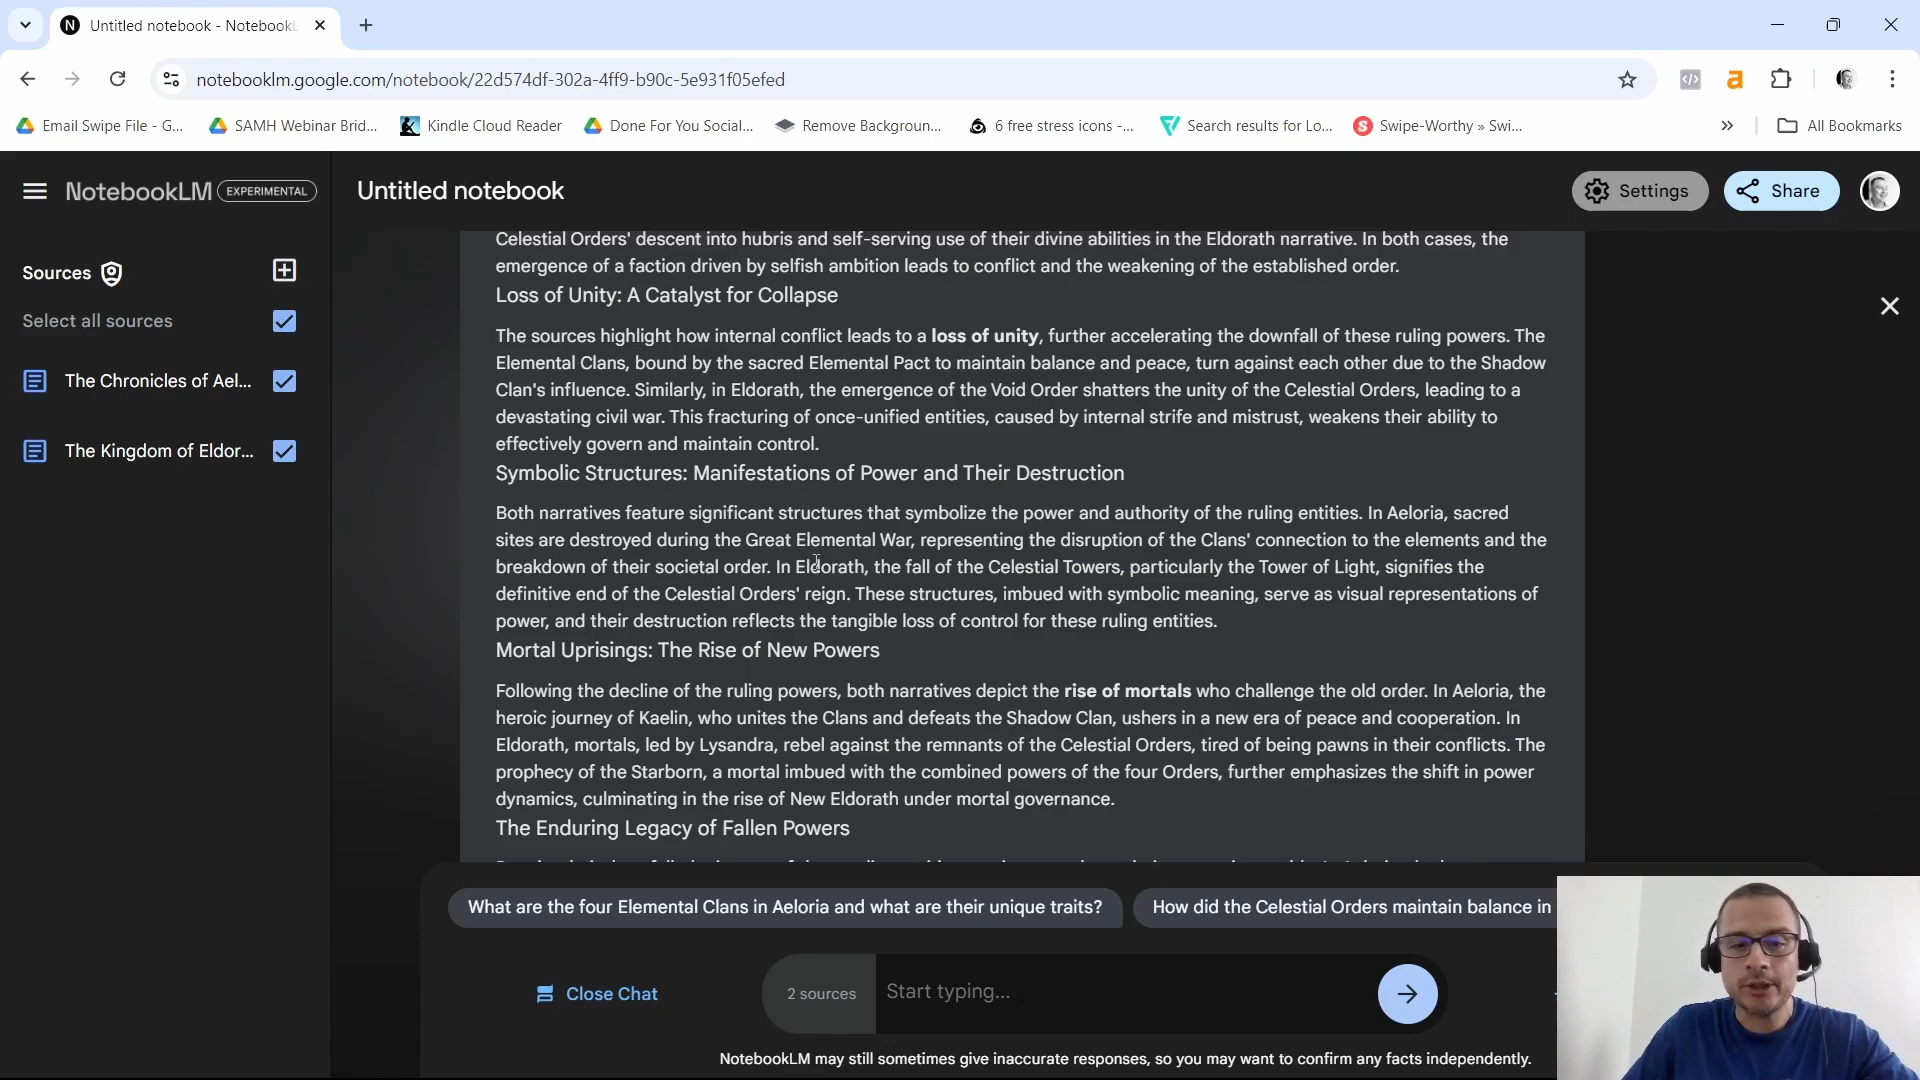 Untitled notebook - NotebookL
notebooklm.google.com/notebook/22d574df-302a-4ff9-b90c-5e931f05efed
Email Swipe File - G...
SAMH Webinar Brid...
Kindle Cloud Reader
Done For You Social...
Remove Backgroun...
6 free stress icons -...
Search results for Lo...
Swipe-Worthy » Swi...
All Bookmarks
NotebookLM EXPERIMENTAL
Untitled notebook
Settings
Share
Sources
Select all sources
The Chronicles of Ael...
The Kingdom of Eldor...
Celestial Orders' descent into hubris and self-serving use of their divine abilities in the Eldorath narrative. In both cases, the
emergence of a faction driven by selfish ambition leads to conflict and the weakening of the established order.
Loss of Unity: A Catalyst for Collapse
The sources highlight how internal conflict leads to a loss of unity, further accelerating the downfall of these ruling powers. The
Elemental Clans, bound by the sacred Elemental Pact to maintain balance and peace, turn against each other due to the Shadow
Clan's influence. Similarly, in Eldorath, the emergence of the Void Order shatters the unity of the Celestial Orders, leading to a
devastating civil war. This fracturing of once-unified entities, caused by internal strife and mistrust, weakens their ability to
effectively govern and maintain control.
Symbolic Structures: Manifestations of Power and Their Destruction
Both narratives feature significant structures that symbolize the power and authority of the ruling entities. In Aeloria, sacred
sites are destroyed during the Great Elemental War, representing the disruption of the Clans' connection to the elements and the
breakdown of their societal order. In Eldorath, the fall of the Celestial Towers, particularly the Tower of Light, signifies the
definitive end of the Celestial Orders' reign. These structures, imbued with symbolic meaning, serve as visual representations of
power, and their destruction reflects the tangible loss of control for these ruling entities.
Mortal Uprisings: The Rise of New Powers
Following the decline of the ruling powers, both narratives depict the rise of mortals who challenge the old order. In Aeloria, the
heroic journey of Kaelin, who unites the Clans and defeats the Shadow Clan, ushers in a new era of peace and cooperation. In
Eldorath, mortals, led by Lysandra, rebel against the remnants of the Celestial Orders, tired of being pawns in their conflicts. The
prophecy of the Starborn, a mortal imbued with the combined powers of the four Orders, further emphasizes the shift in power
dynamics, culminating in the rise of New Eldorath under mortal governance.
The Enduring Legacy of Fallen Powers
What are the four Elemental Clans in Aeloria and what are their unique traits?
How did the Celestial Orders maintain balance in
Close Chat
2 sources
Start typing...
NotebookLM may still sometimes give inaccurate responses, so you may want to confirm any facts independently.